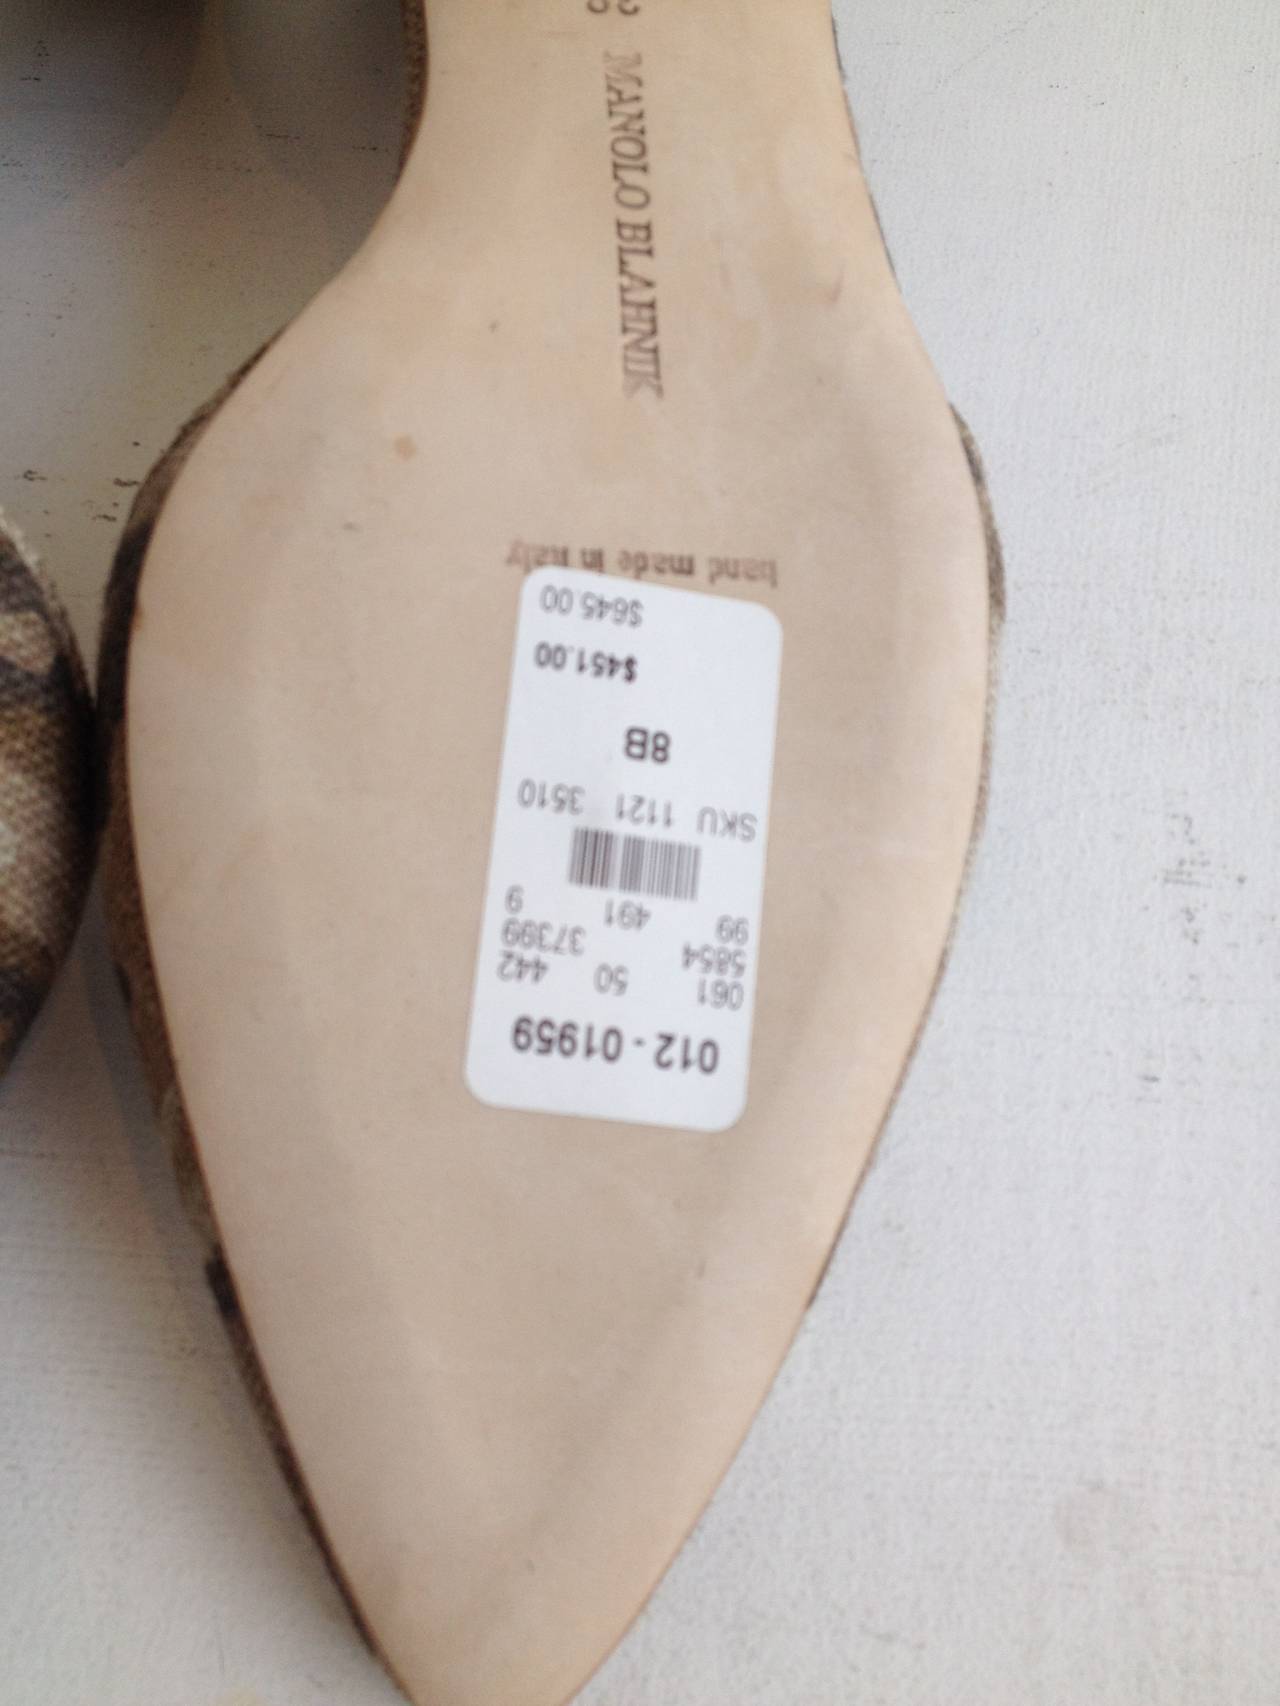 MANOLO BLAHNIK
hand made in italy
012 - 01959
061 50 442
5854 37399
99 491 9
SKU 1121 3510
8B
$451.00
$645.00